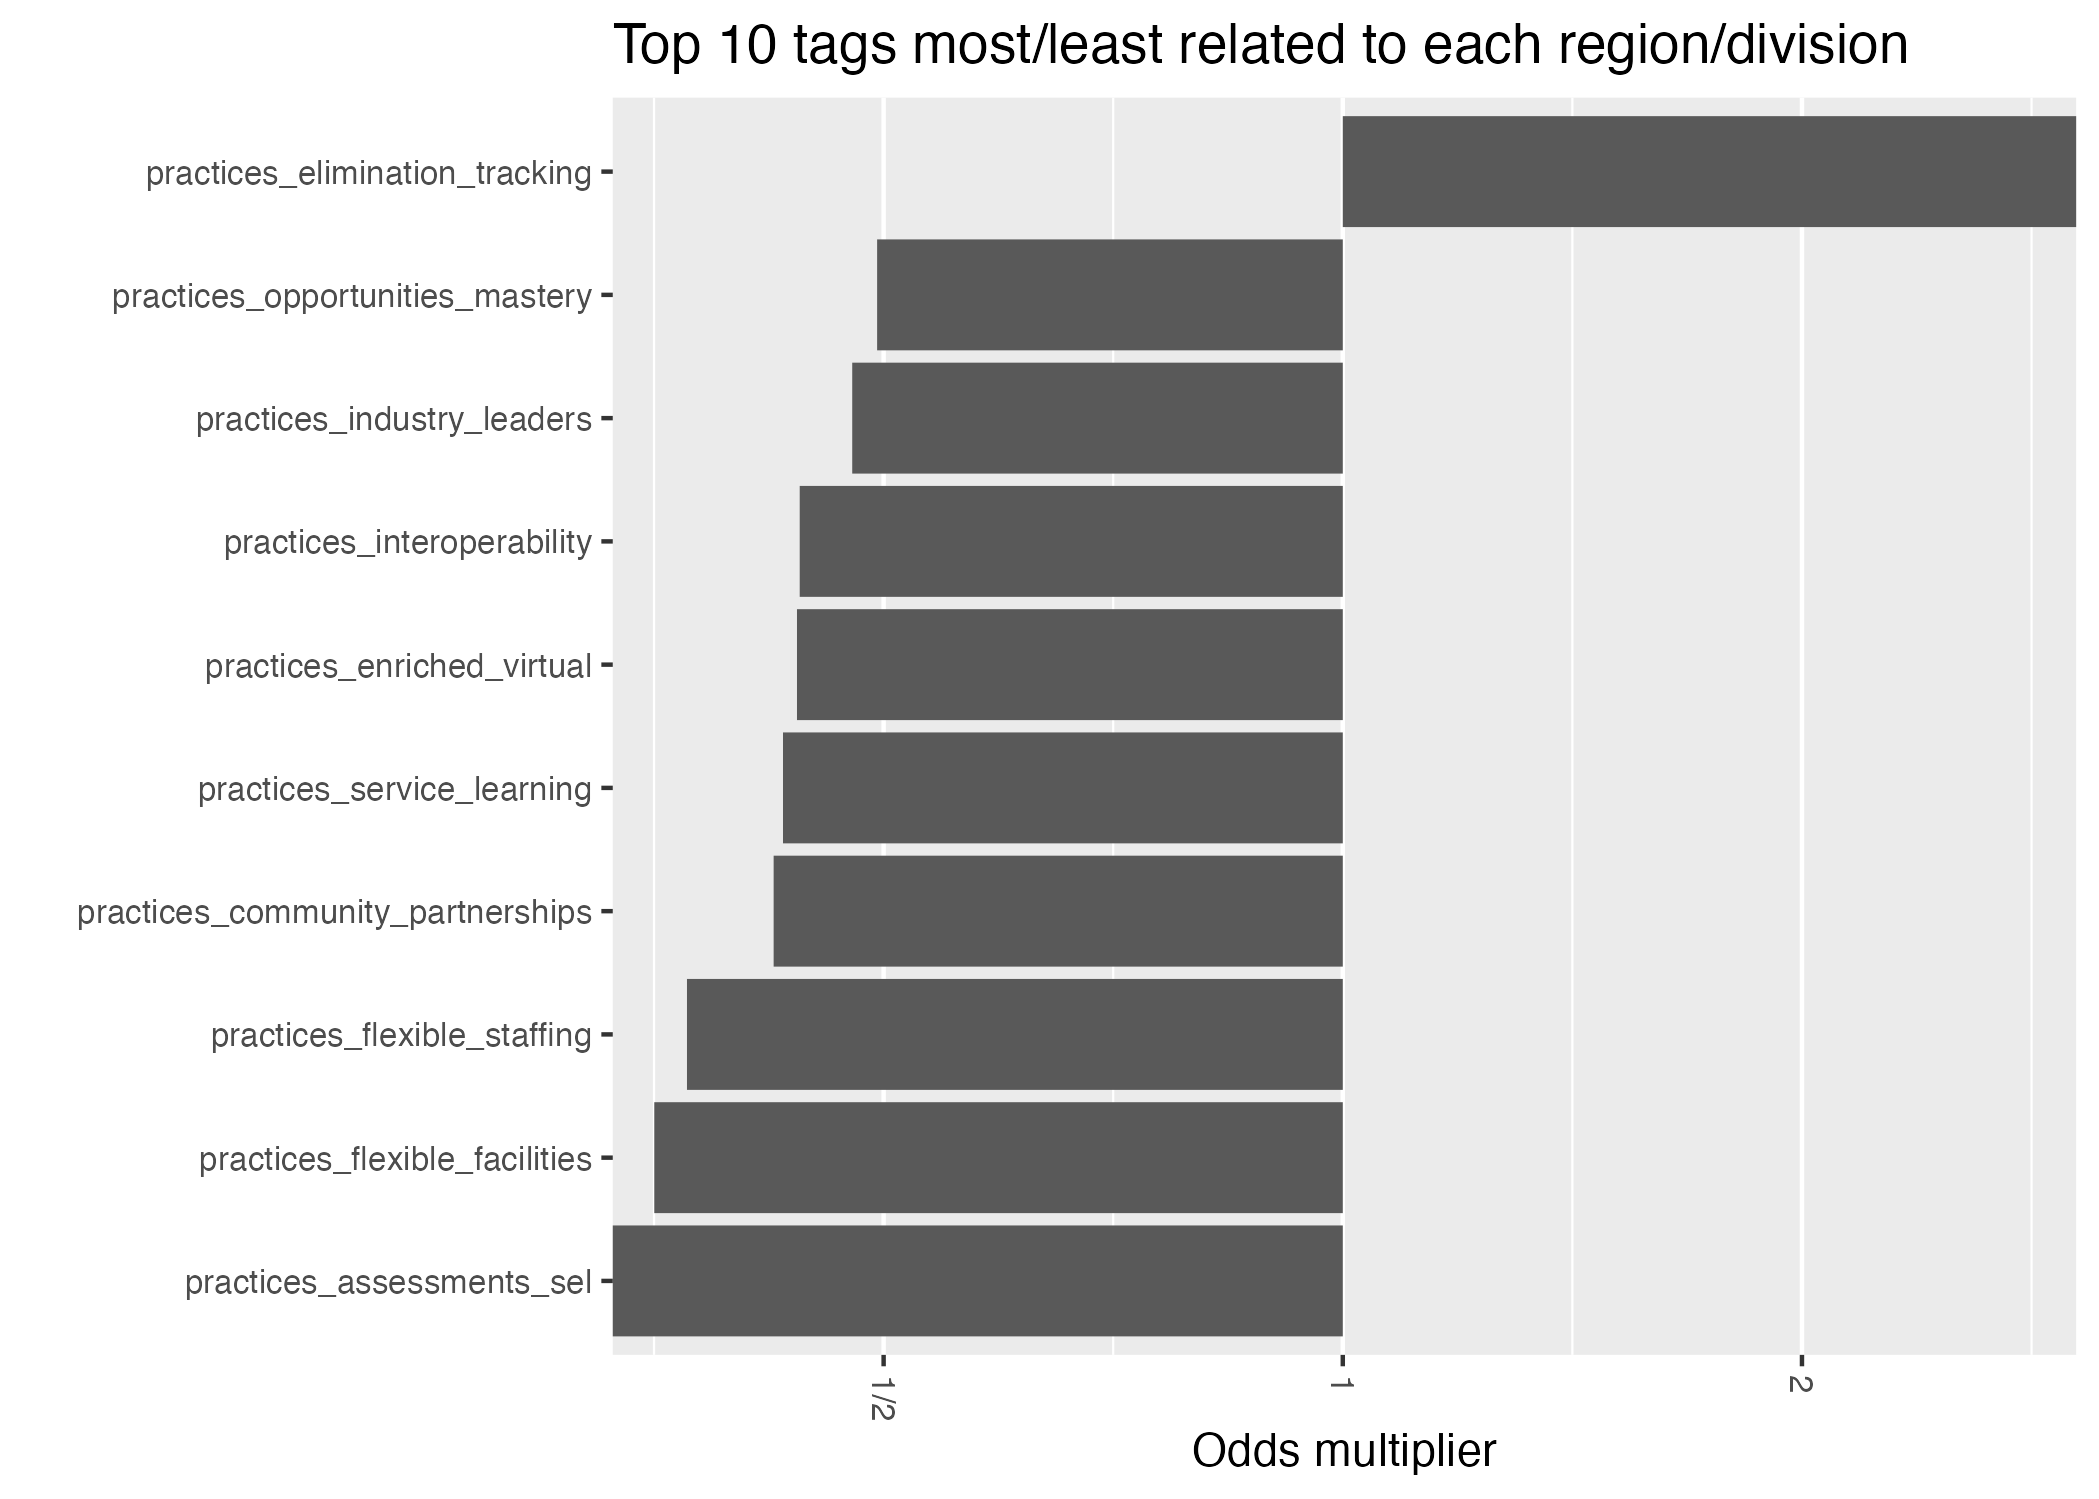 Top 10 tags most/least related to each region/division
practices_elimination_tracking
practices_opportunities_mastery
practices_industry_leaders
practices_interoperability
practices_enriched_virtual
practices_service_learning
practices_community_partnerships
practices_flexible_staffing
practices_flexible_facilities
practices_assessments_sel
1/2
1
2
Odds multiplier